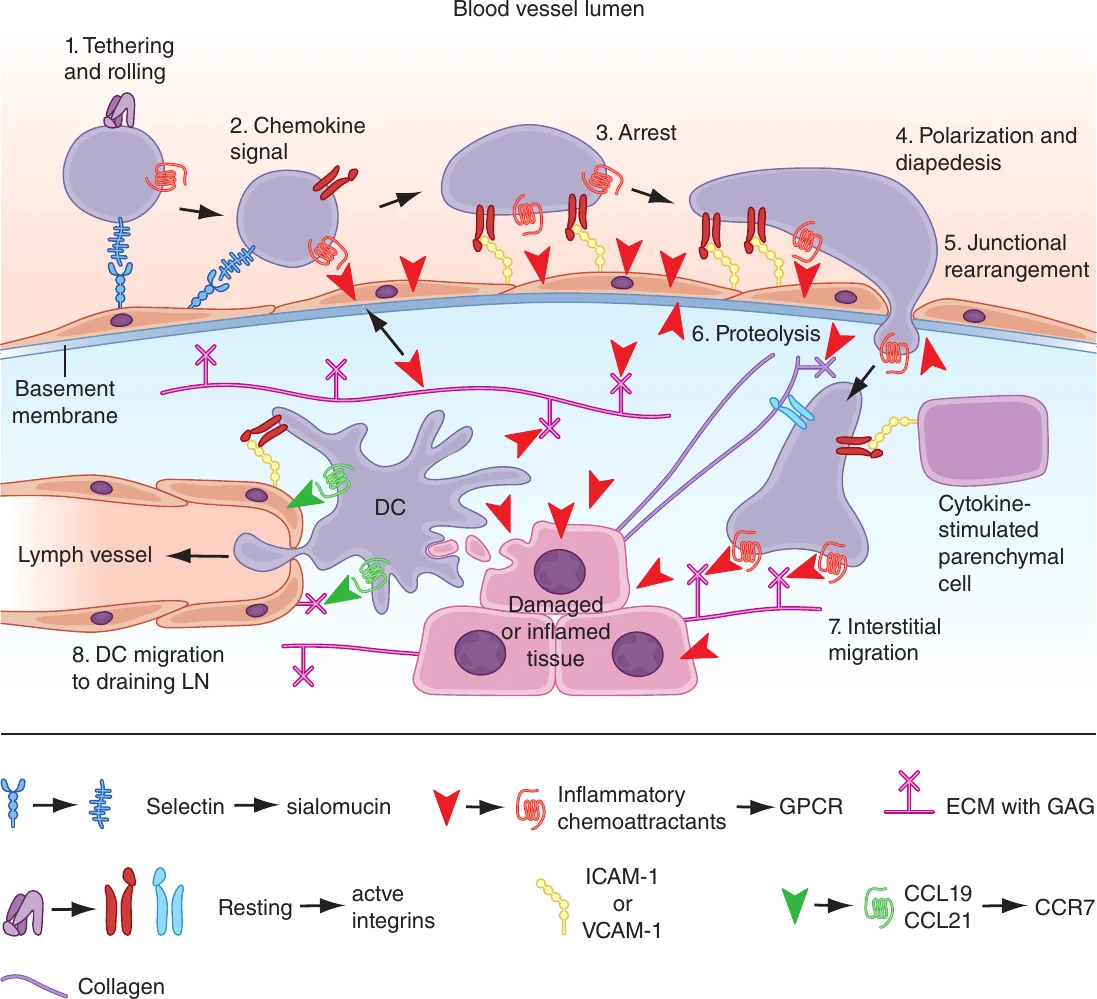 Blood vessel lumen
1. Tethering
and rolling
2. Chemokine
signal
3. Arrest
4. Polarization and
diapedesis
5. Junctional
rearrangement
6. Proteolysis
Basement
membrane
DC
Cytokine-
stimulated
parenchymal
cell
Lymph vessel
Damaged
or inflamed
tissue
7. Interstitial
migration
8. DC migration
to draining LN
Selectin
sialomucin
Inflammatory
chemoattractants
GPCR
ECM with GAG
Resting
actve
integrins
ICAM-1
or
VCAM-1
CCL19
CCL21
CCR7
Collagen